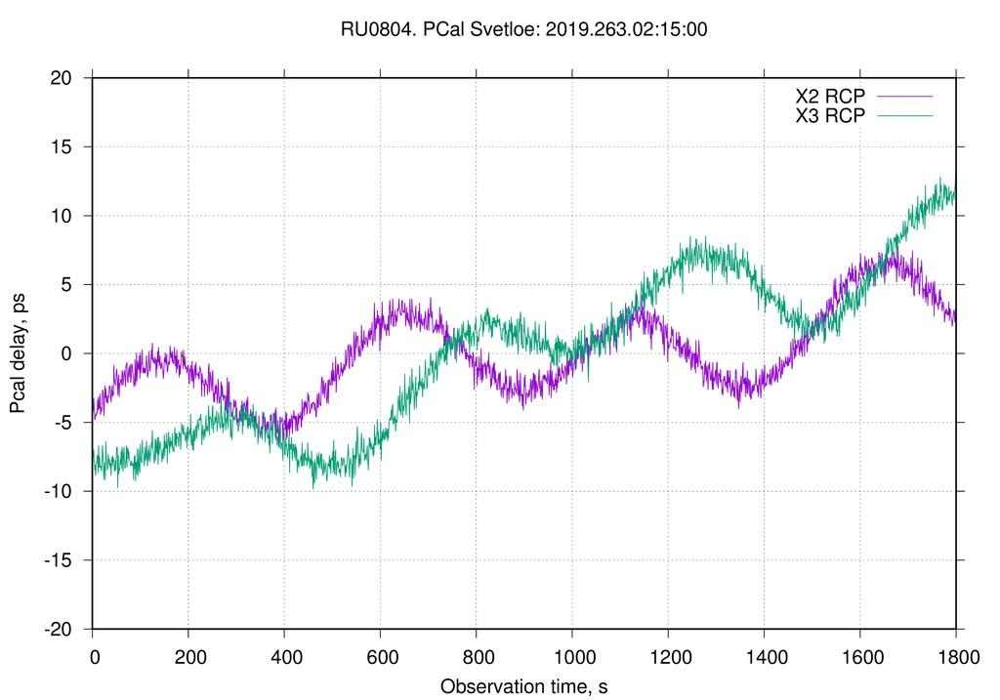 RU0804. PCal Svetloe: 2019.263.02:15:00
20
15
10
5
0
-5
-10
-15
-20
Pcal delay, ps
X2 RCP
X3 RCP
0 200 400 600 800 1000 1200 1400 1600 1800
Observation time, s